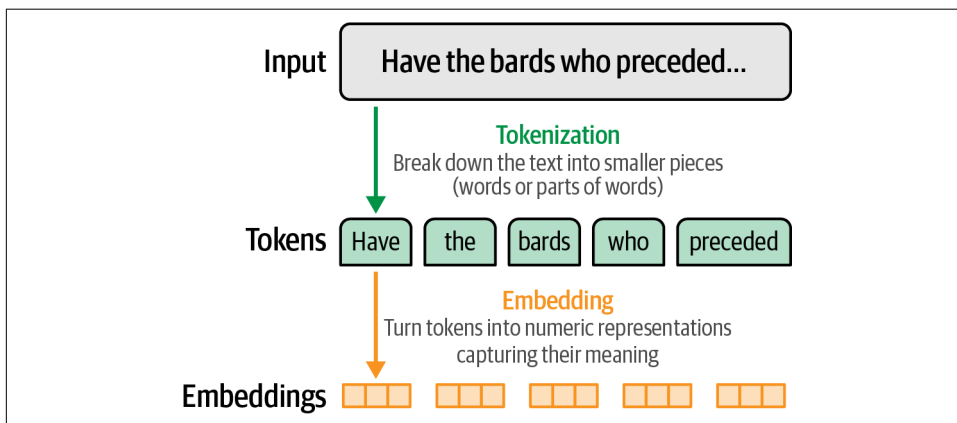 Input
Have the bards who preceded...
Tokenization
Break down the text into smaller pieces
(words or parts of words)
Tokens
Have the bards who preceded
Embedding
Turn tokens into numeric representations
capturing their meaning
Embeddings